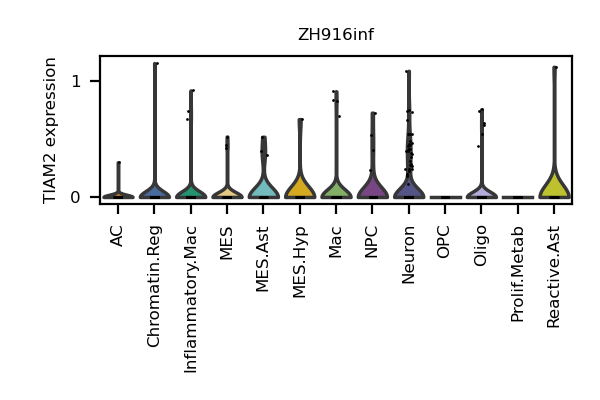 ZH916inf
TIAM2 expression
1
0
AC
Chromatin.Reg
Inflammatory.Mac
MES
MES.Ast
MES.Hyp
Mac
NPC
Neuron
OPC
Oligo
Prolif.Metab
Reactive.Ast